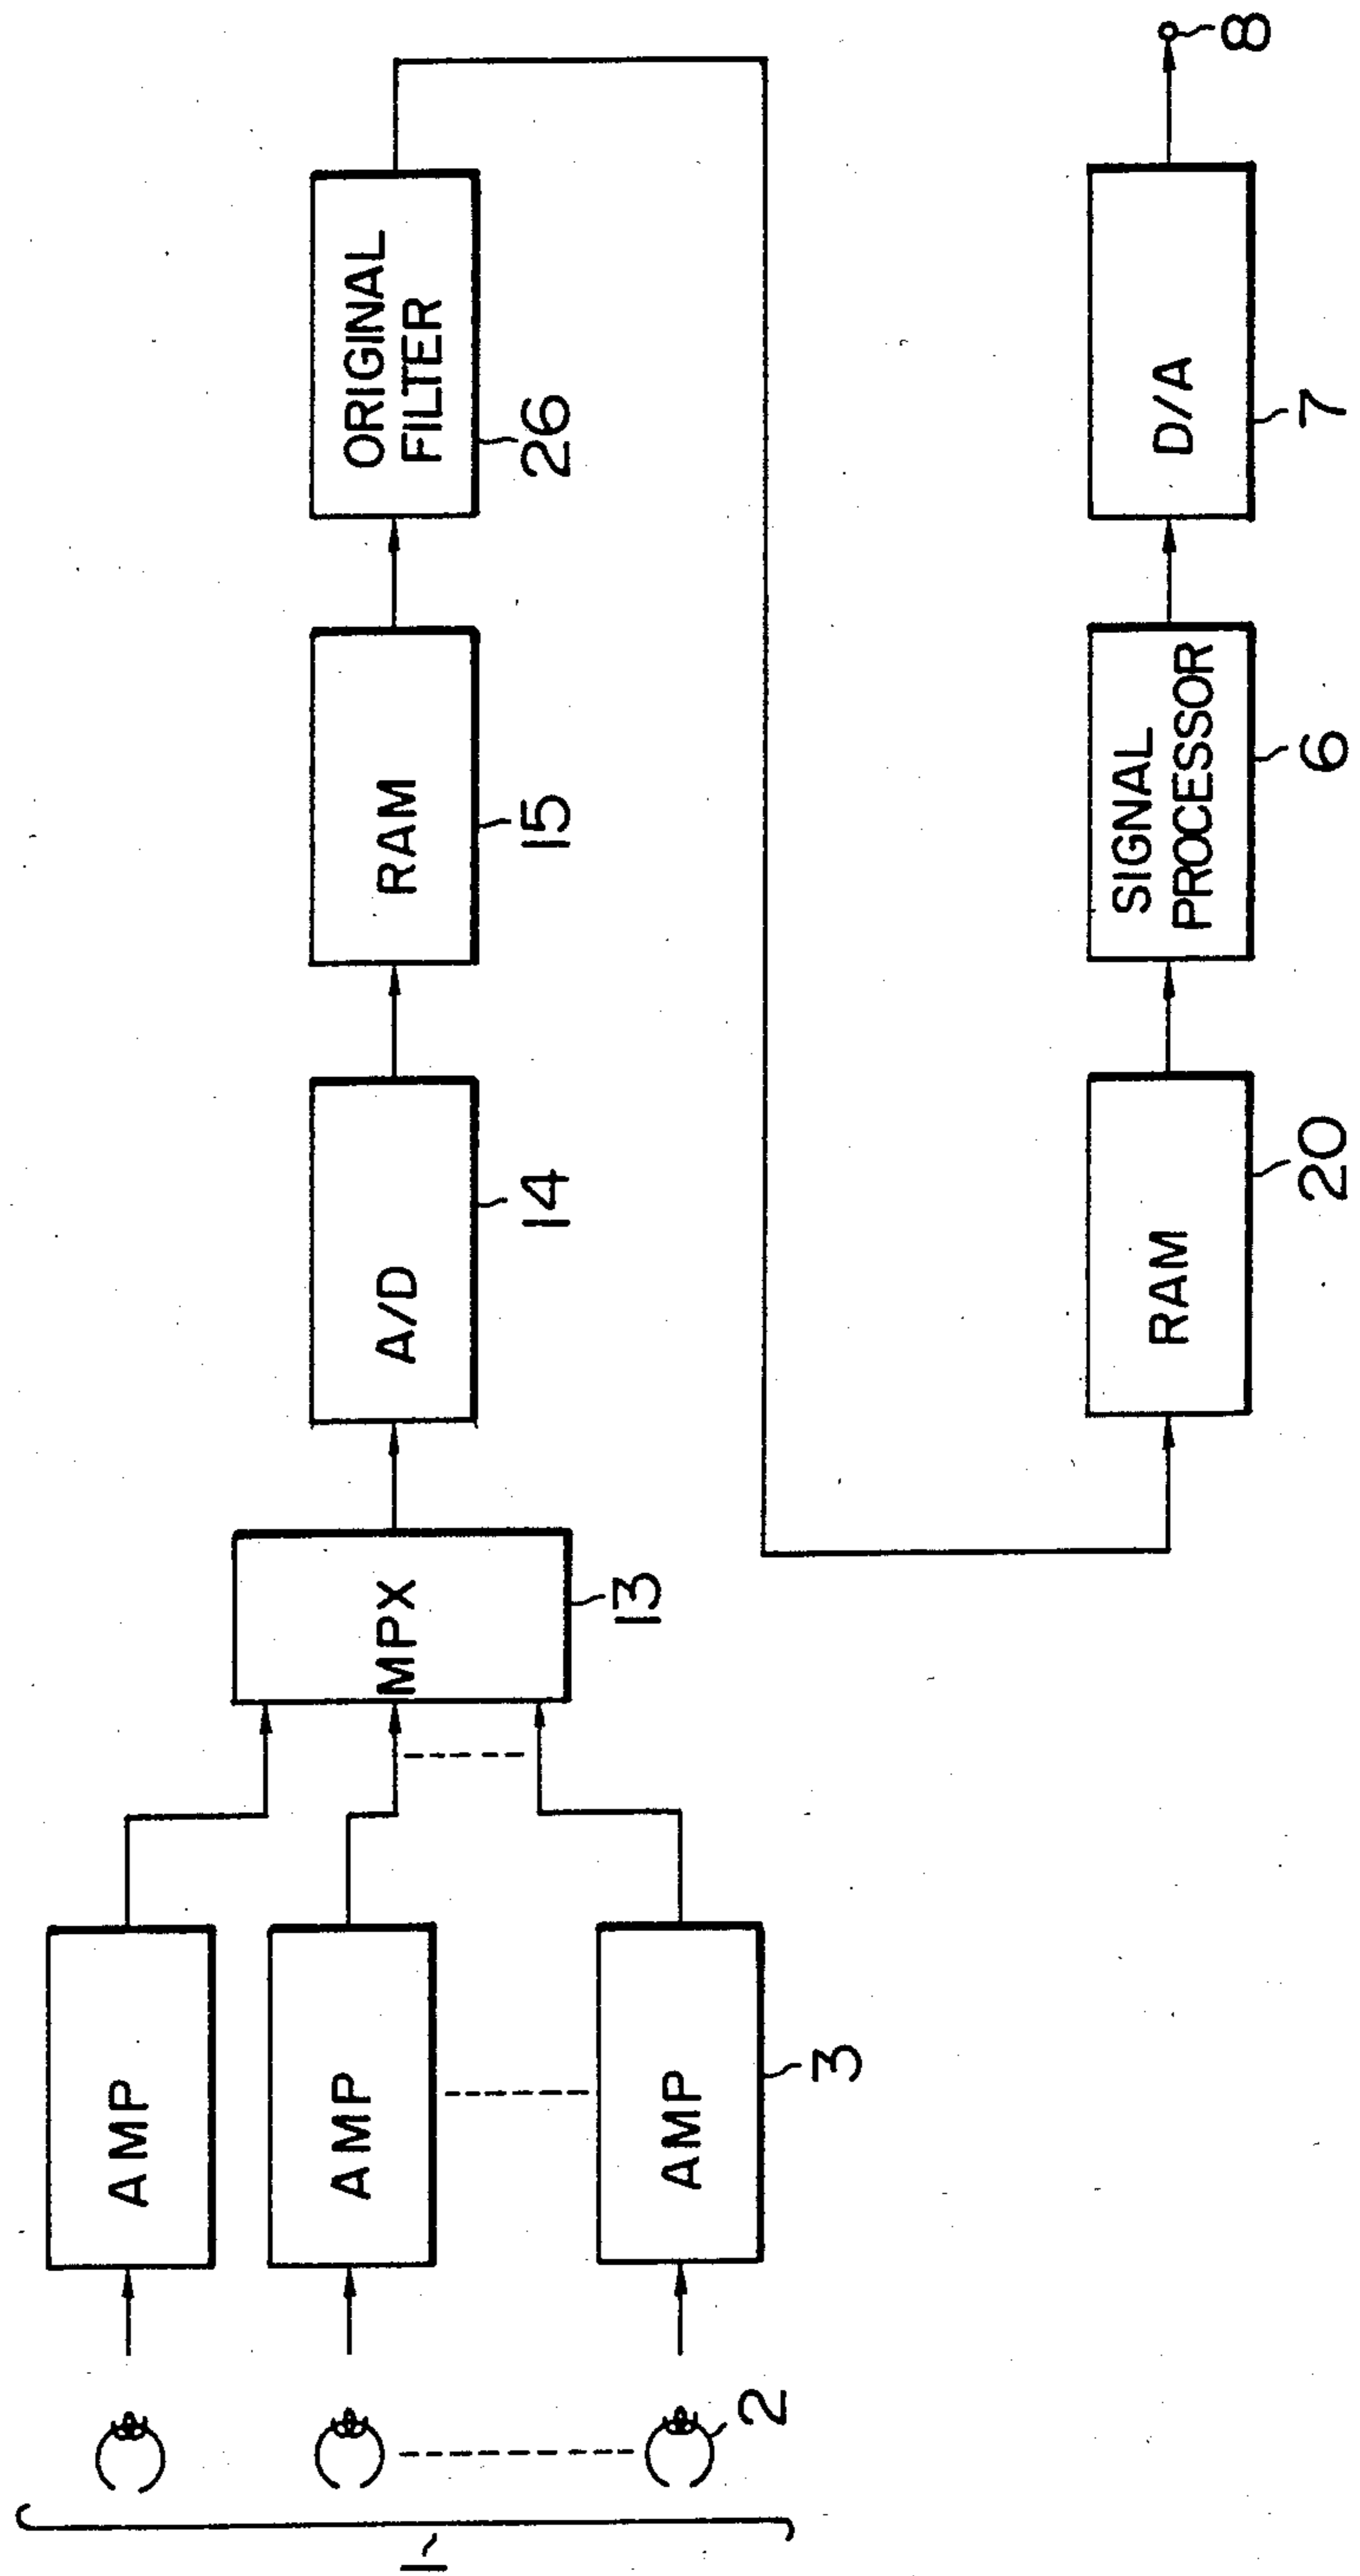 1
2
AMP
AMP
AMP
3
MPX
13
A/D
14
RAM
15
ORIGINAL
FILTER
26
RAM
20
SIGNAL
PROCESSOR
6
D/A
7
8